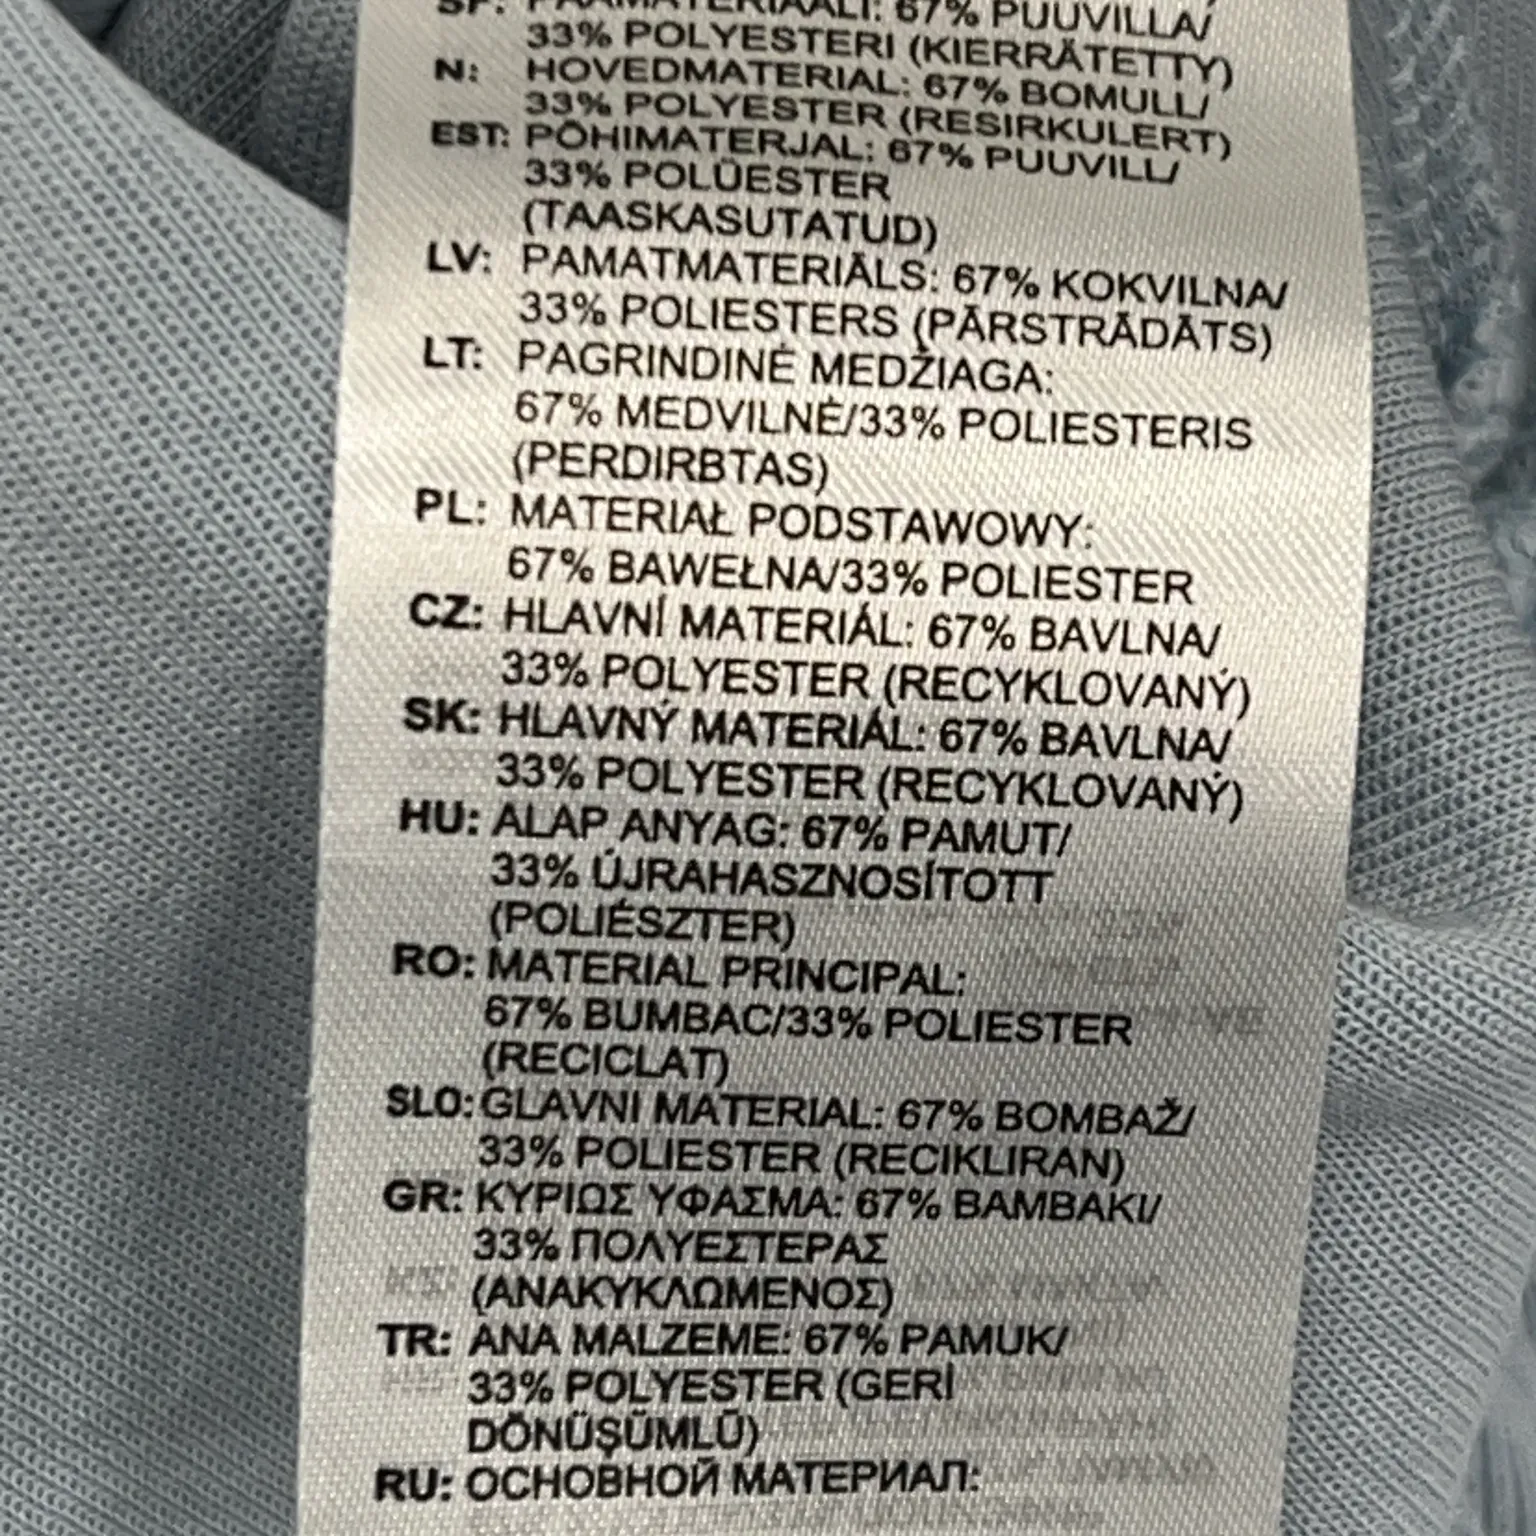 SF: PÄÄMATERIAALI: 67% PUUVILLA/
33% POLYESTERI (KIERRÄTETTY)
N: HOVEDMATERIAL: 67% BOMULL/
33% POLYESTER (RESIRKULERT)
EST: PÕHIMATERJAL: 67% PUUVILL/
33% POLÜESTER
(TAASKASUTATUD)
LV: PAMATMATERIĀLS: 67% KOKVILNA/
33% POLIESTERS (PĀRSTRĀDĀTS)
LT: PAGRINDINĖ MEDŽIAGA:
67% MEDVILNĖ/33% POLIESTERIS
(PERDIRBTAS)
PL: MATERIAŁ PODSTAWOWY:
67% BAWEŁNA/33% POLIESTER
CZ: HLAVNÍ MATERIÁL: 67% BAVLNA/
33% POLYESTER (RECYKLOVANÝ)
SK: HLAVNÝ MATERIÁL: 67% BAVLNA/
33% POLYESTER (RECYKLOVANÝ)
HU: ALAP ANYAG: 67% PAMUT/
33% ÚJRAHASZNOSÍTOTT
(POLIÉSZTER)
RO: MATERIAL PRINCIPAL:
67% BUMBAC/33% POLIESTER
(RECICLAT)
SLO: GLAVNI MATERIAL: 67% BOMBAŽ/
33% POLIESTER (RECIKLIRAN)
GR: ΚΥΡΙΩΣ ΥΦΑΣΜΑ: 67% ΒΑΜΒΑΚΙ/
33% ΠΟΛΥΕΣΤΕΡΑΣ
(ΑΝΑΚΥΚΛΩΜΕΝΟΣ)
TR: ANA MALZEME: 67% PAMUK/
33% POLYESTER (GERİ
DÖNÜŞÜMLÜ)
RU: ОСНОВНОЙ МАТЕРИАЛ: